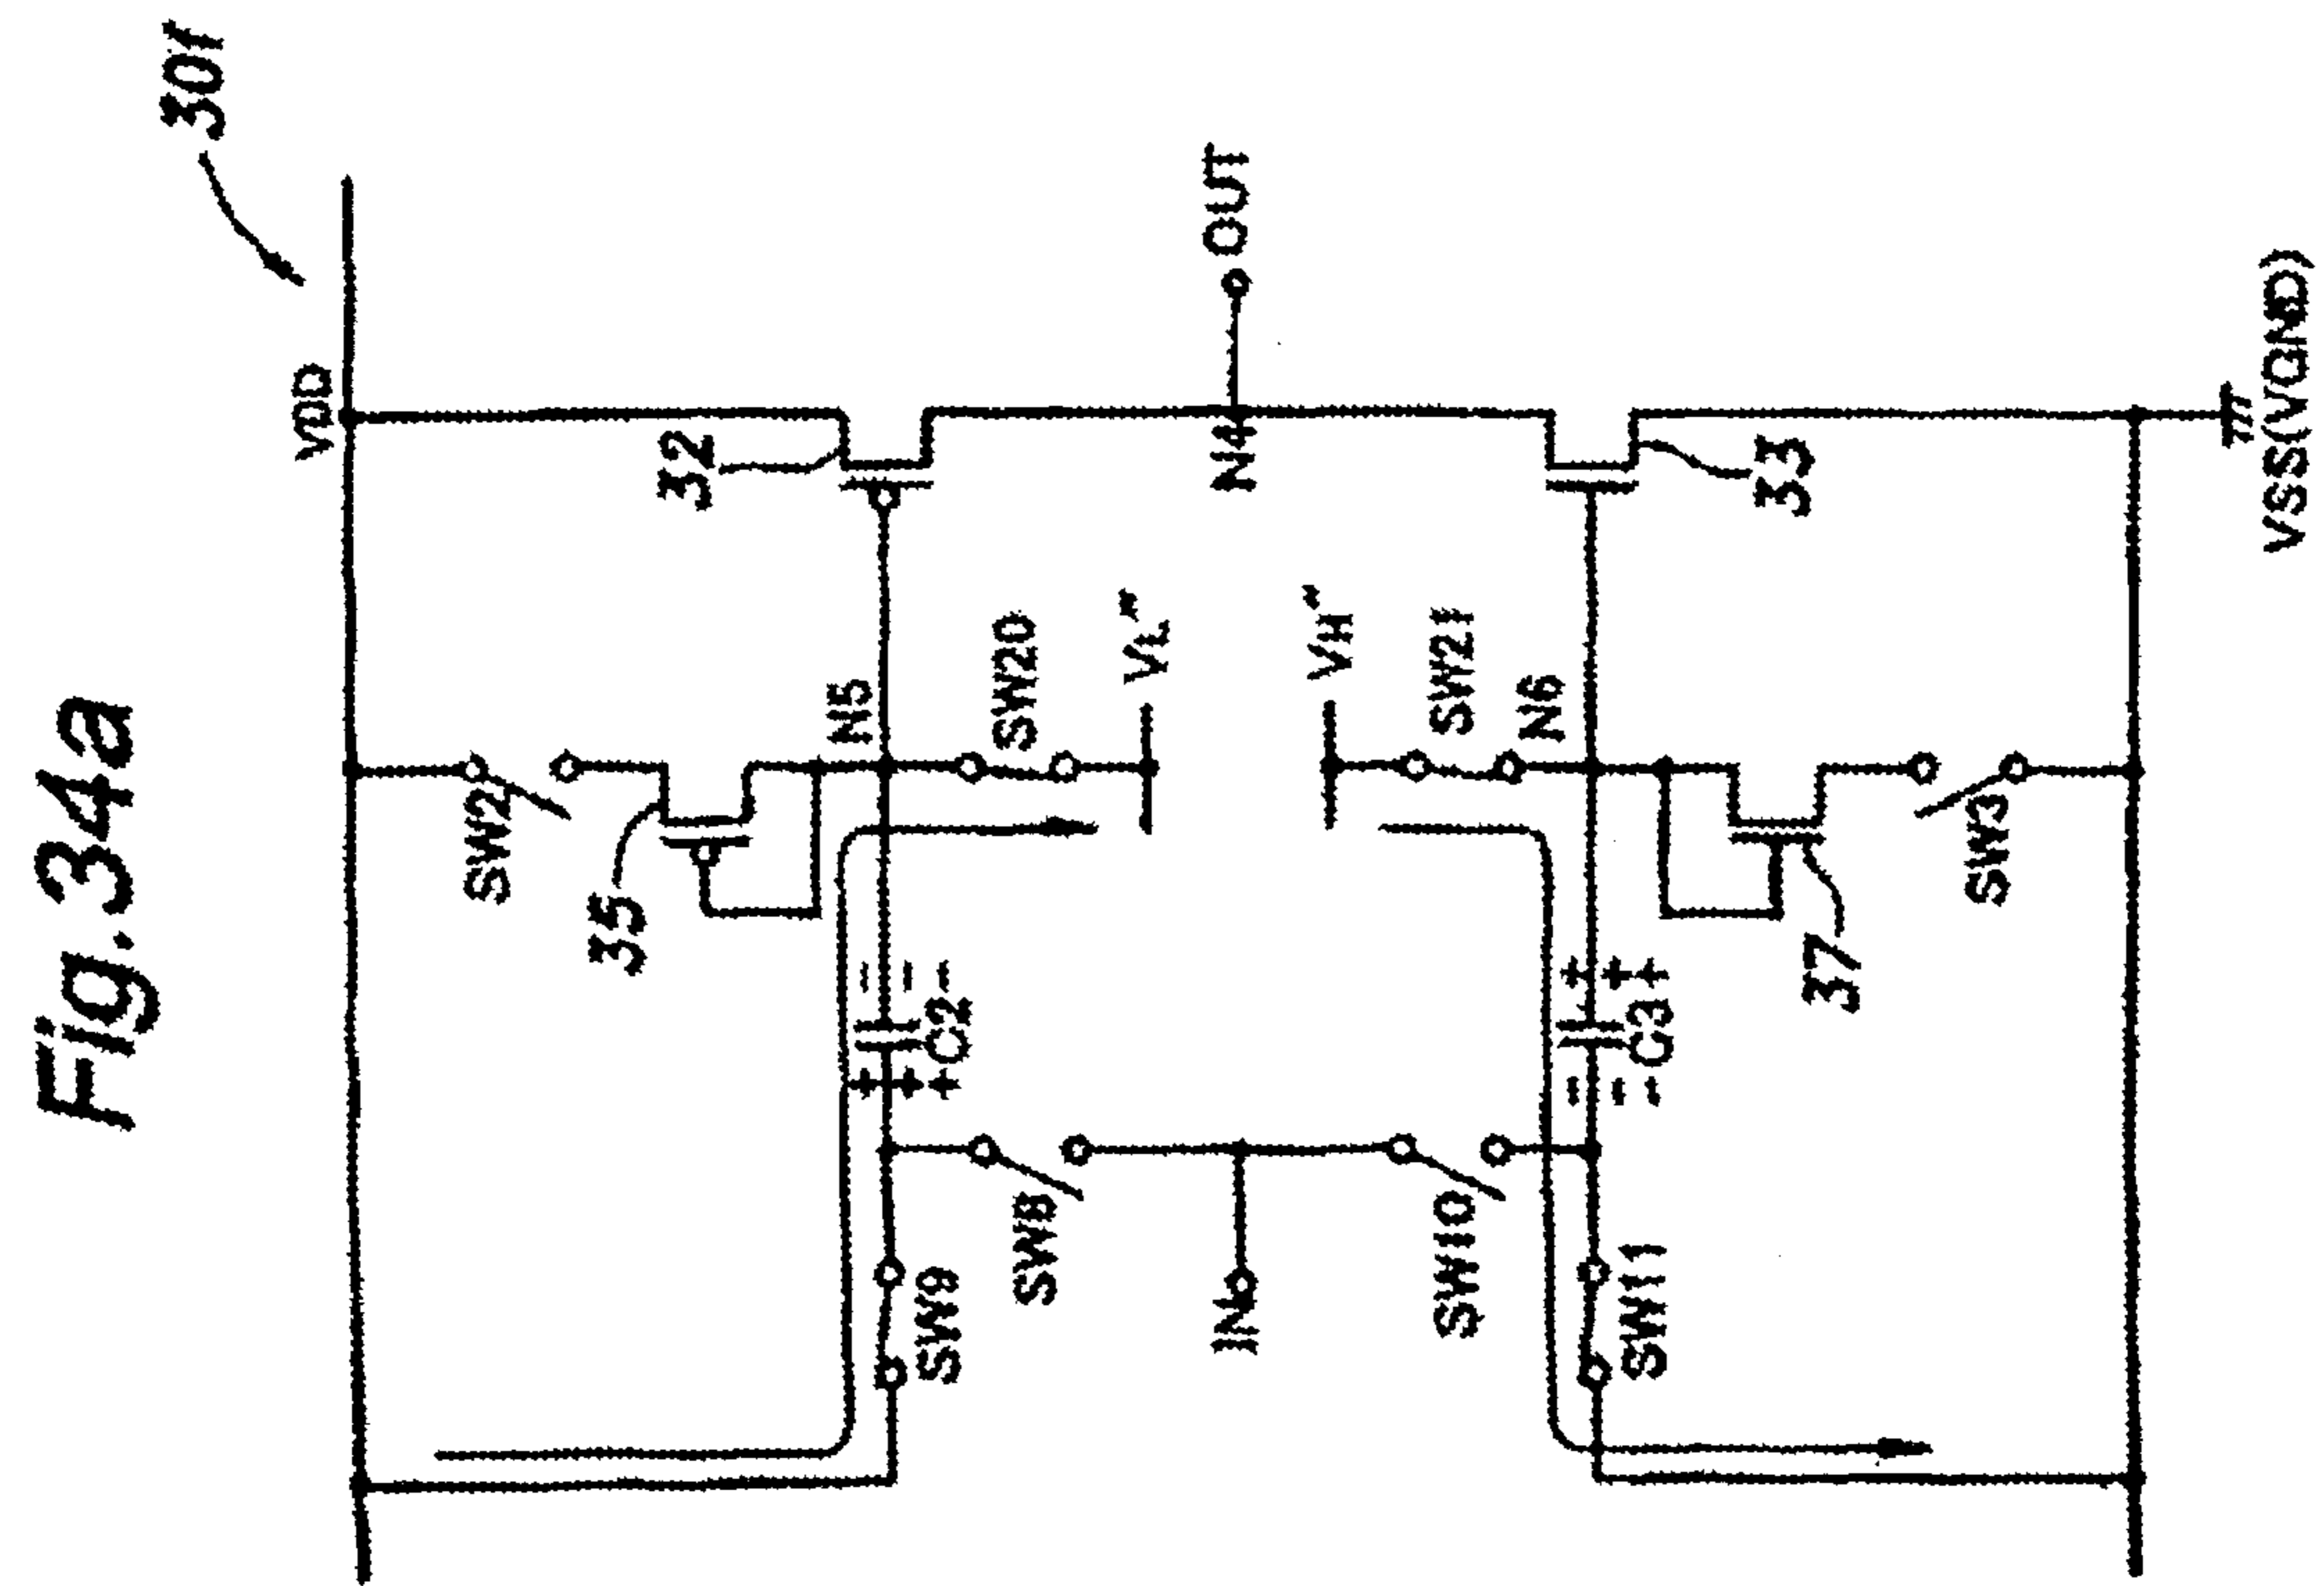 Fig.34a
30f
VDD
SW2
35
32
N5
+ -
+ -
+ -
SW9
C2
SW20
SW8
VL"
IN
N4
OUT
VH"
SW10
SW21
N6
- +
- +
- +
SW11
C3
33
37
SW3
VSS(VGND)